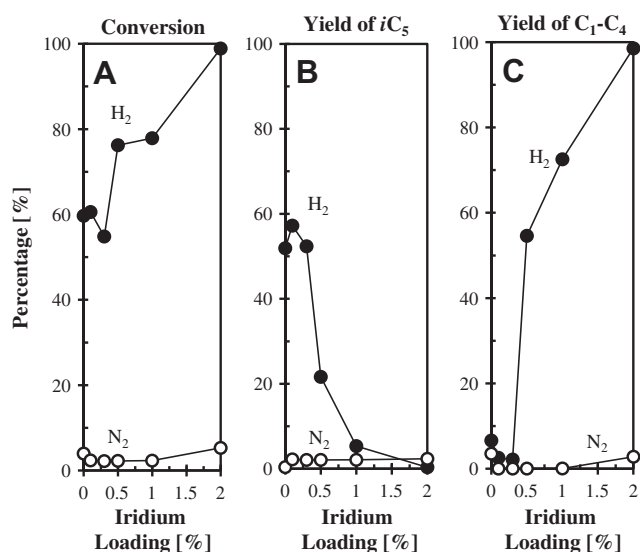 Conversion
Yield of iC5
Yield of C1-C4
A
B
C
H2
H2
H2
N2
N2
N2
Percentage [%]
100
80
60
40
20
0
0 0.5 1 1.5 2
Iridium
Loading [%]
100
80
60
40
20
0
0 0.5 1 1.5 2
Iridium
Loading [%]
100
80
60
40
20
0
0 0.5 1 1.5 2
Iridium
Loading [%]